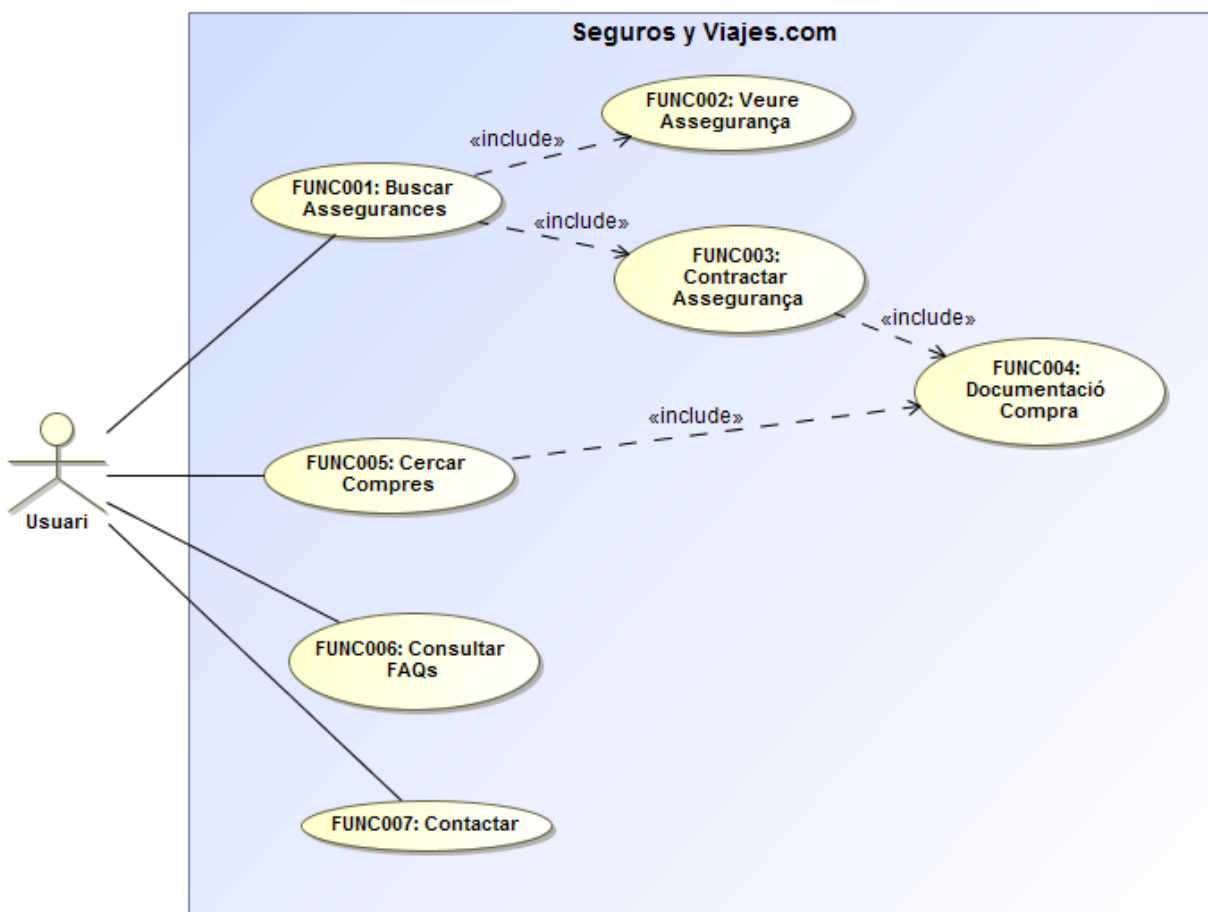 Seguros y Viajes.com
FUNC002: Veure
Assegurança
«include»
FUNC001: Buscar
Assegurances
«include»
FUNC003:
Contractar
Assegurança
«include»
FUNC004:
Documentació
Compra
«include»
FUNC005: Cercar
Compres
Usuari
FUNC006: Consultar
FAQs
FUNC007: Contactar